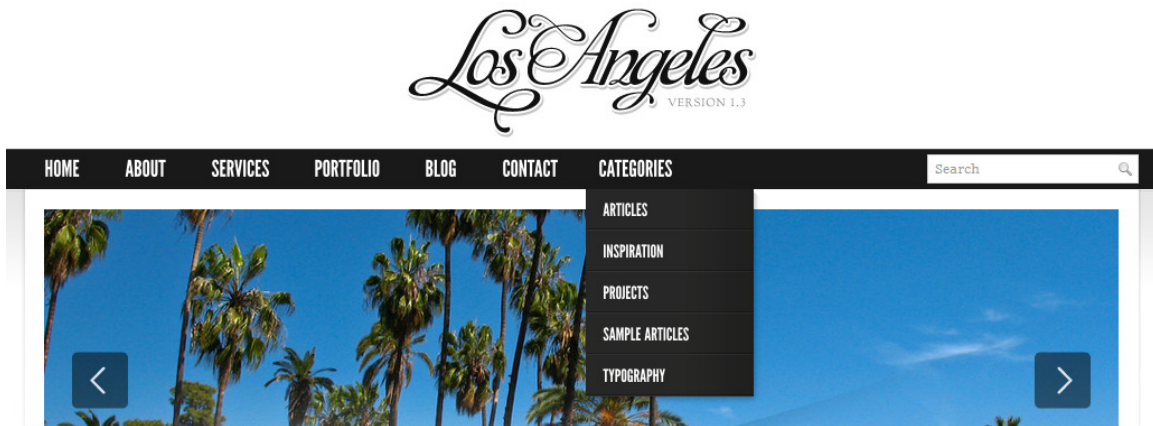 Los Angeles
VERSION 1.3
HOME ABOUT SERVICES PORTFOLIO BLOG CONTACT CATEGORIES Search
ARTICLES
INSPIRATION
PROJECTS
SAMPLE ARTICLES
TYPOGRAPHY